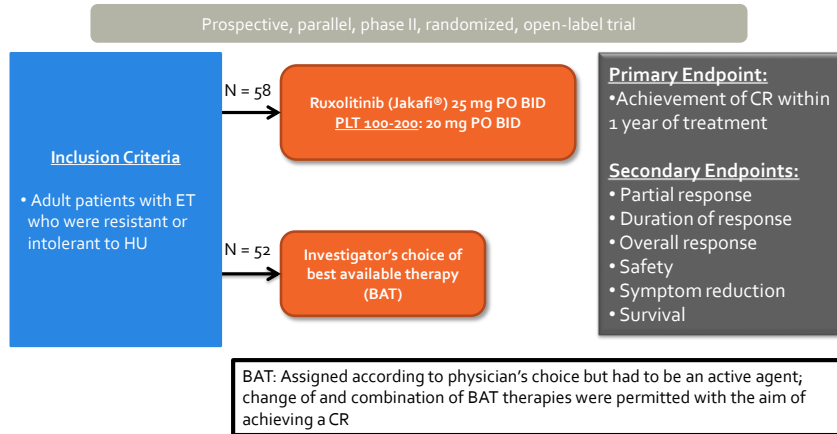 Prospective, parallel, phase II, randomized, open-label trial
Inclusion Criteria
• Adult patients with ET
who were resistant or
intolerant to HU
N = 58
Ruxolitinib (Jakafi®) 25 mg PO BID
PLT 100-200: 20 mg PO BID
N = 52
Investigator's choice of
best available therapy
(BAT)
Primary Endpoint:
•Achievement of CR within
1 year of treatment
Secondary Endpoints:
• Partial response
• Duration of response
• Overall response
• Safety
• Symptom reduction
• Survival
BAT: Assigned according to physician's choice but had to be an active agent;
change of and combination of BAT therapies were permitted with the aim of
achieving a CR